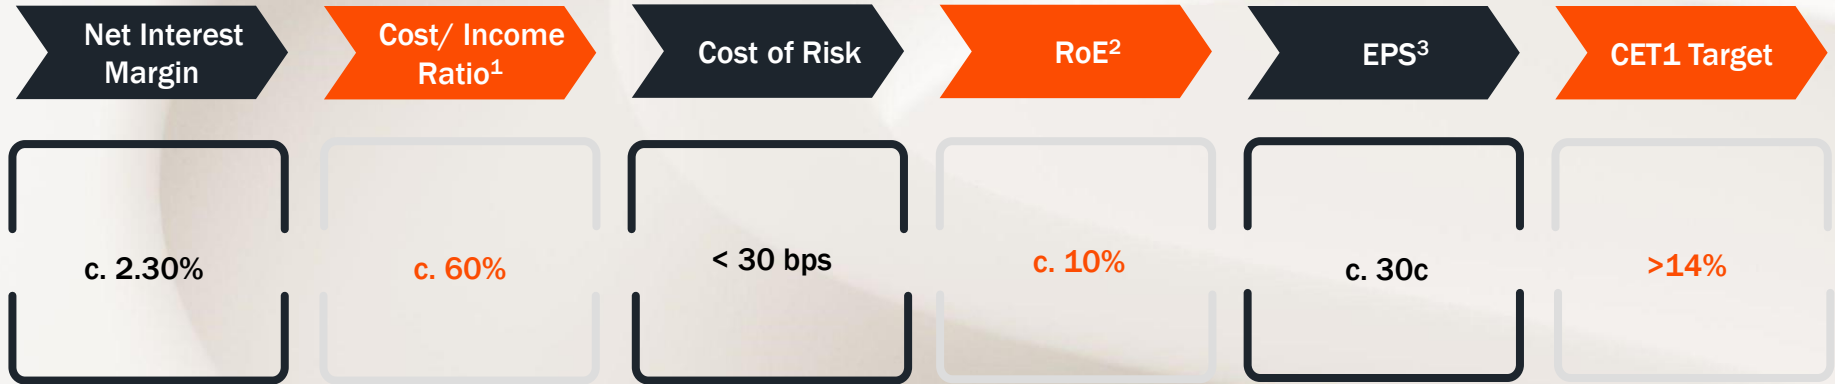 Net Interest
Margin
Cost/ Income
Ratio¹
Cost of Risk
RoE²
EPS³
CET1 Target
c. 2.30%
c. 60%
< 30 bps
c. 10%
c. 30c
>14%